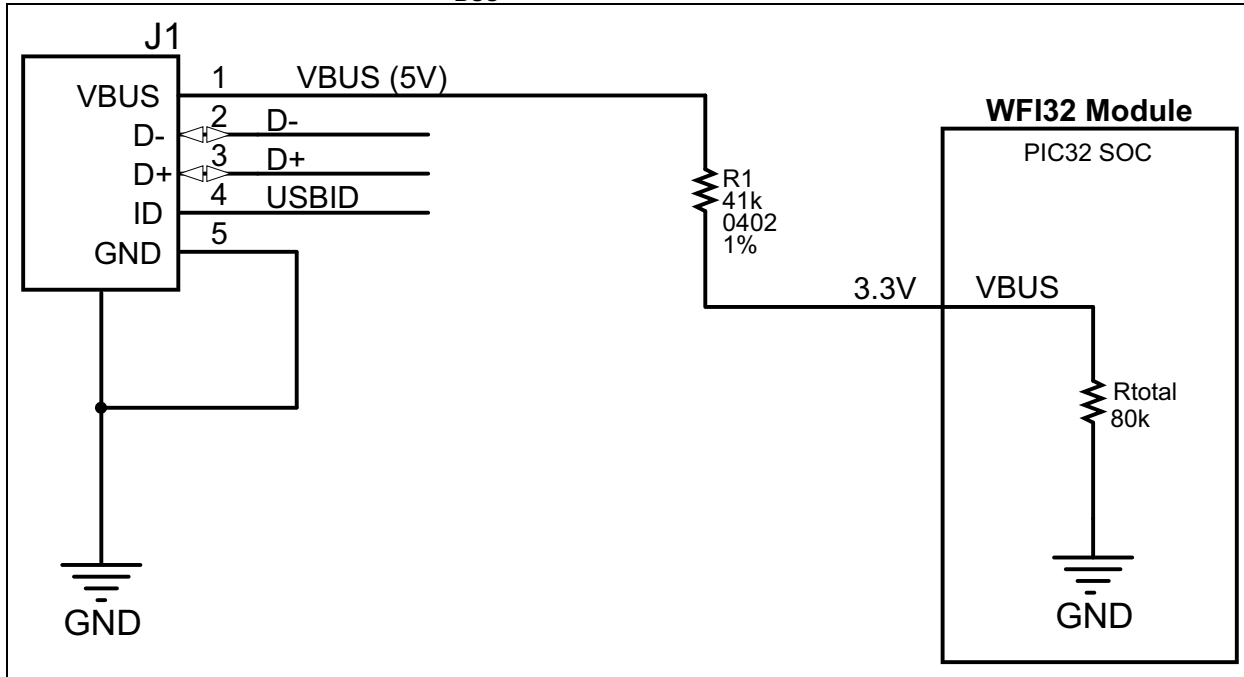 J1
VBUS
D-
D+
ID
GND
1
2
3
4
5
VBUS (5V)
D-
D+
USBID
R1
41k
0402
1%
3.3V
WFI32 Module
PIC32 SOC
VBUS
Rtotal
80k
GND
GND